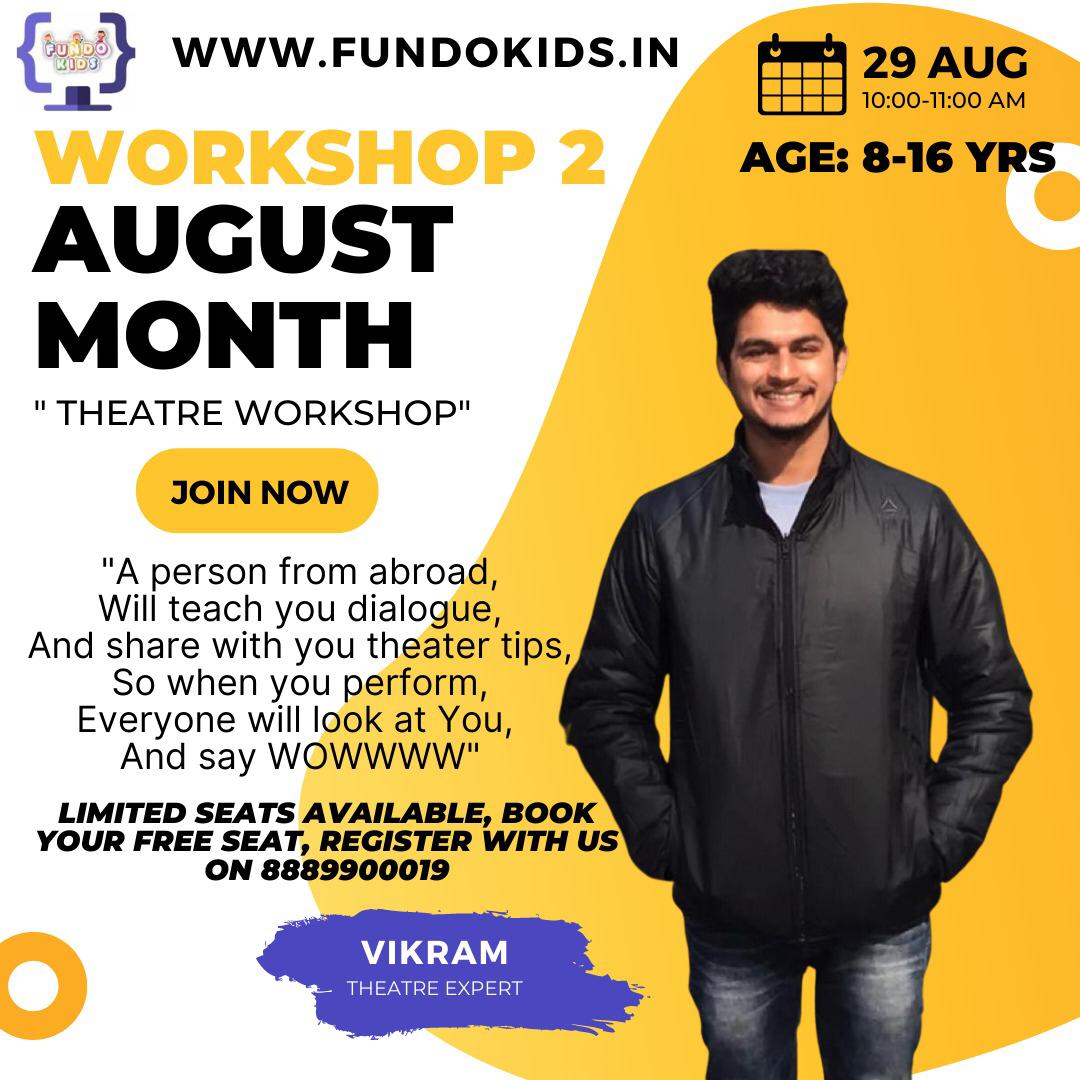 FUNDO
KIDS
WWW.FUNDOKIDS.IN
29 AUG
10:00-11:00 AM
AGE: 8-16 YRS
WORKSHOP 2
AUGUST
MONTH
" THEATRE WORKSHOP"
JOIN NOW
"A person from abroad,
Will teach you dialogue,
And share with you theater tips,
So when you perform,
Everyone will look at You,
And say WOWWWW"
LIMITED SEATS AVAILABLE, BOOK
YOUR FREE SEAT, REGISTER WITH US
ON 8889900019
VIKRAM
THEATRE EXPERT